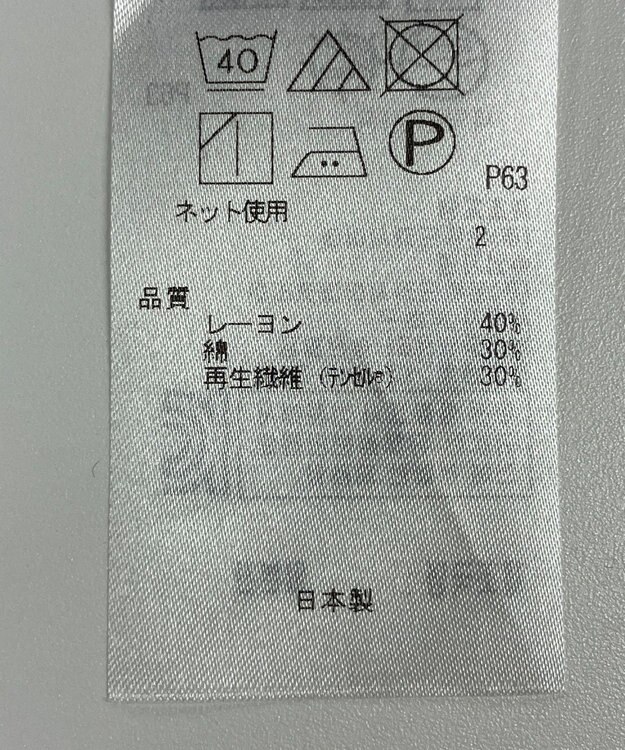 40
P
P63
ネット使用
2
品質
レーヨン 40%
綿 30%
再生繊維 (テンセル®) 30%
日本製